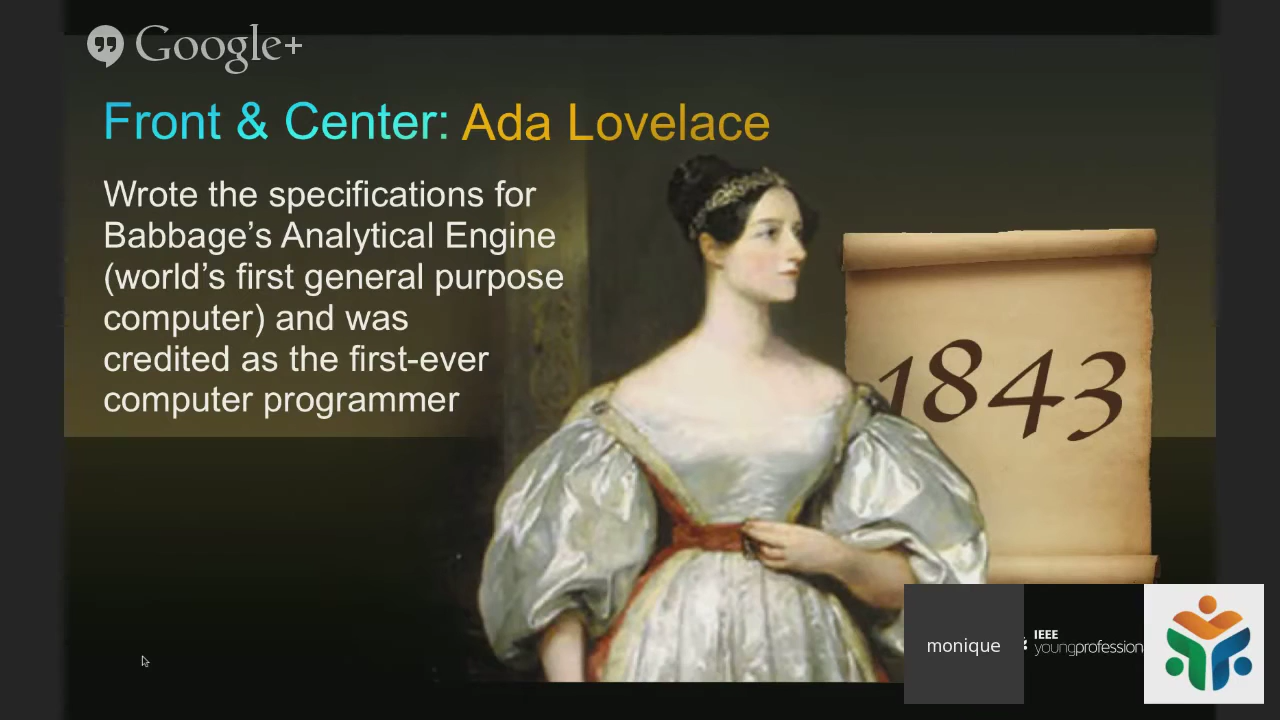 Google+
Front & Center: Ada Lovelace
Wrote the specifications for
Babbage’s Analytical Engine
(world’s first general purpose
computer) and was
credited as the first-ever
computer programmer
1843
monique
IEEE
youngprofession